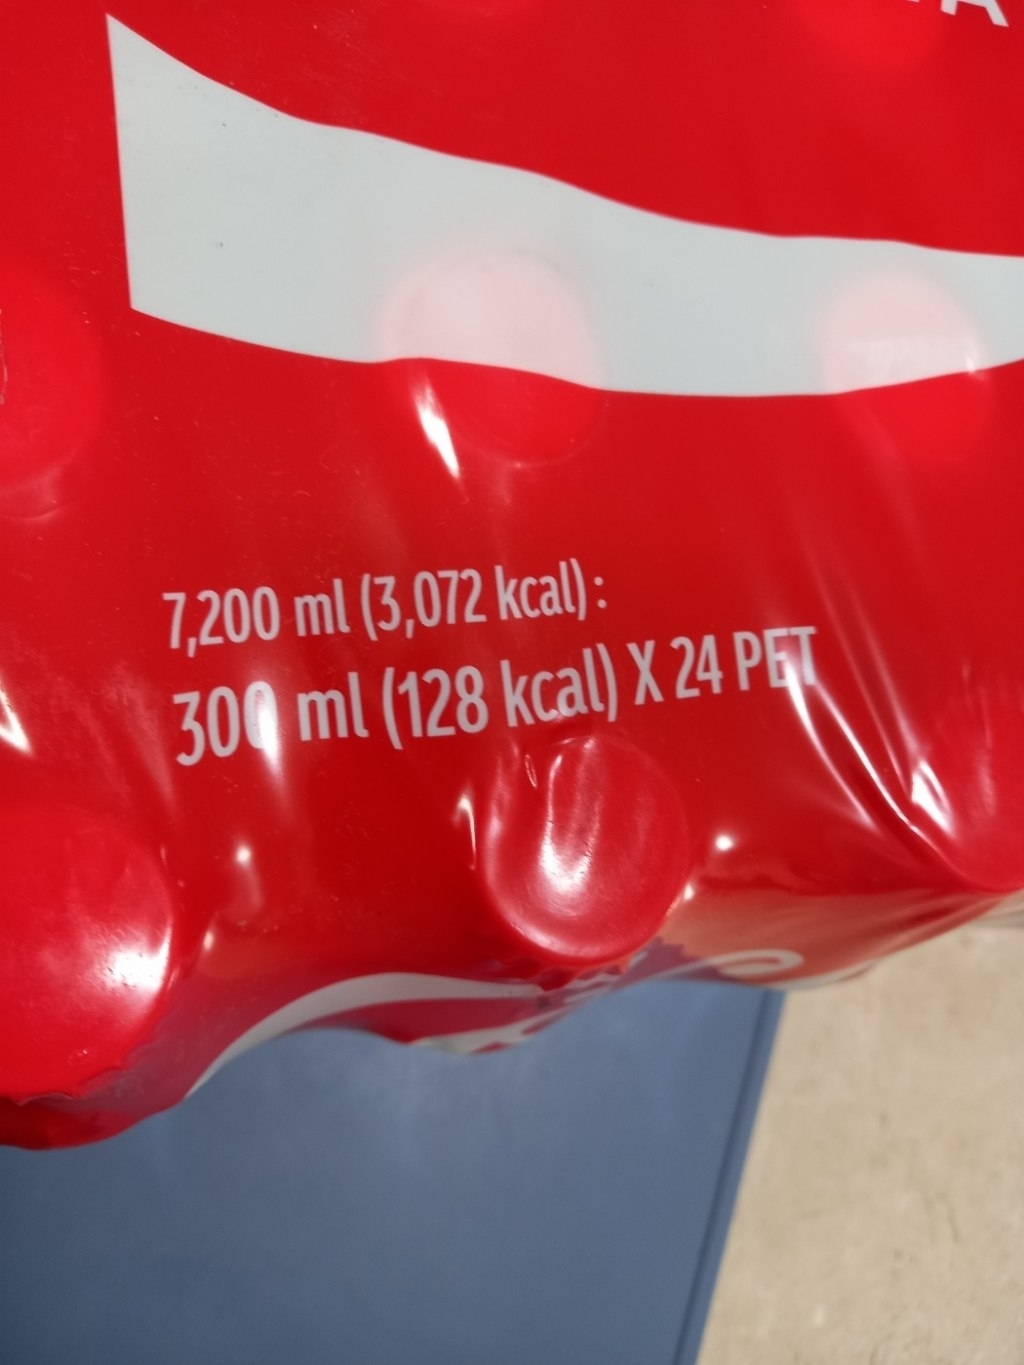 7,200 ml (3,072 kcal) :
300 ml (128 kcal) X 24 PET